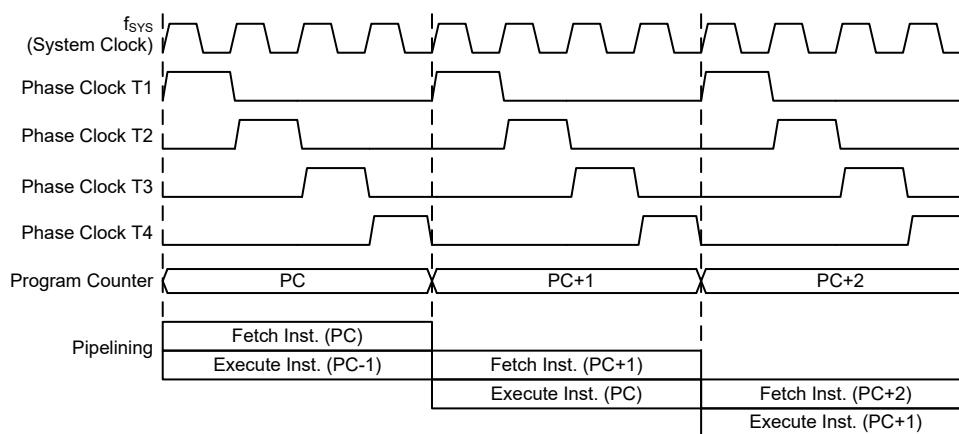 fSYS
(System Clock)
Phase Clock T1
Phase Clock T2
Phase Clock T3
Phase Clock T4
Program Counter PC PC+1 PC+2
Pipelining
Fetch Inst. (PC)
Execute Inst. (PC-1) Fetch Inst. (PC+1)
Execute Inst. (PC) Fetch Inst. (PC+2)
Execute Inst. (PC+1)